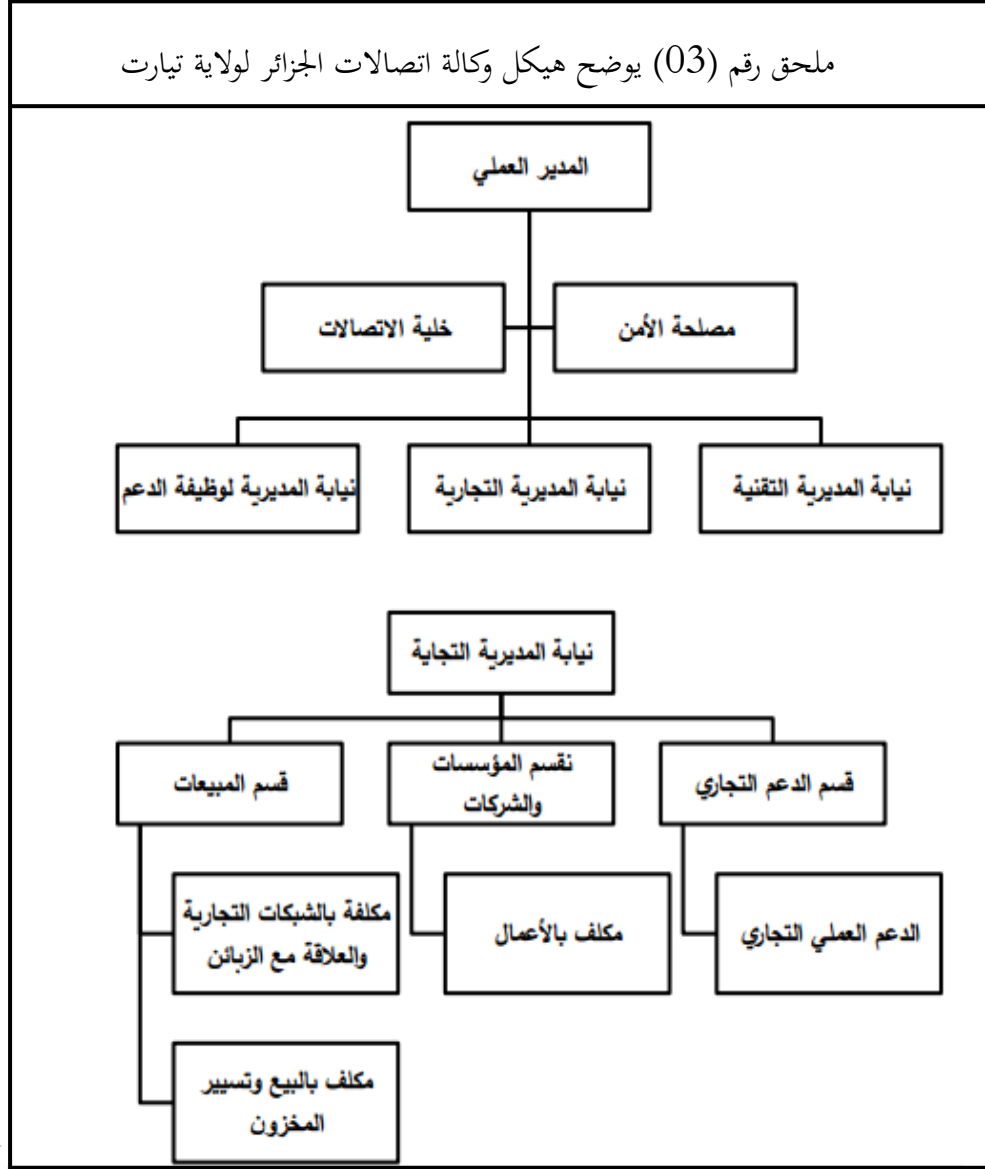 ملحق رقم (03) يوضح هيكل وكالة اتصالات الجزائر لولاية تيارت
المدير العملي
مصلحة الأمن
خلية الاتصالات
نيابة المديرية التقنية
نيابة المديرية التجارية
نيابة المديرية لوظيفة الدعم
نيابة المديرية التجاية
قسم الدعم التجاري
نقسم المؤسسات
والشركات
قسم المبيعات
الدعم العملي التجاري
مكلف بالأعمال
مكلفة بالشبكات التجارية
والعلاقة مع الزبائن
مكلف بالبيع وتسيير
المخزون